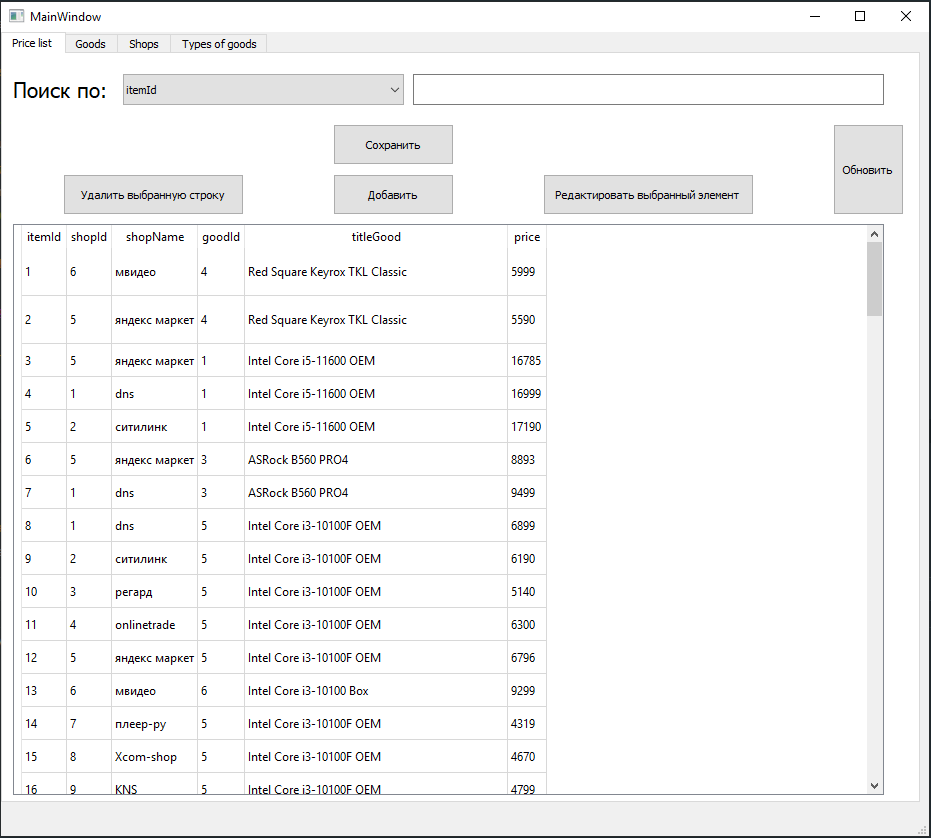 MainWindow
Price list Goods Shops Types of goods
Поиск по: itemId
Сохранить
Обновить
Удалить выбранную строку Добавить Редактировать выбранный элемент
itemId shopId shopName goodId titleGood price
1 6 мвидео 4 Red Square Keyrox TKL Classic 5999
2 5 яндекс маркет 4 Red Square Keyrox TKL Classic 5590
3 5 яндекс маркет 1 Intel Core i5-11600 OEM 16785
4 1 dns 1 Intel Core i5-11600 OEM 16999
5 2 ситилинк 1 Intel Core i5-11600 OEM 17190
6 5 яндекс маркет 3 ASRock B560 PRO4 8893
7 1 dns 3 ASRock B560 PRO4 9499
8 1 dns 5 Intel Core i3-10100F OEM 6899
9 2 ситилинк 5 Intel Core i3-10100F OEM 6190
10 3 регард 5 Intel Core i3-10100F OEM 5140
11 4 onlinetrade 5 Intel Core i3-10100F OEM 6300
12 5 яндекс маркет 5 Intel Core i3-10100F OEM 6796
13 6 мвидео 6 Intel Core i3-10100 Box 9299
14 7 плеер-ру 5 Intel Core i3-10100F OEM 4319
15 8 Xcom-shop 5 Intel Core i3-10100F OEM 4670
16 9 KNS 5 Intel Core i3-10100F OEM 4799